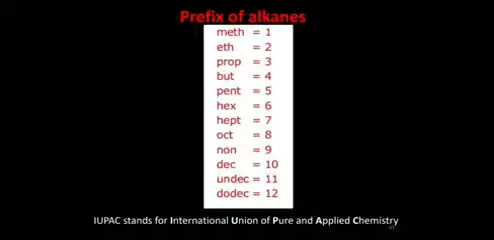 Prefix of alkanes
meth = 1
eth = 2
prop = 3
but = 4
pent = 5
hex = 6
hept = 7
oct = 8
non = 9
dec = 10
undec = 11
dodec = 12
IUPAC stands for International Union of Pure and Applied Chemistry